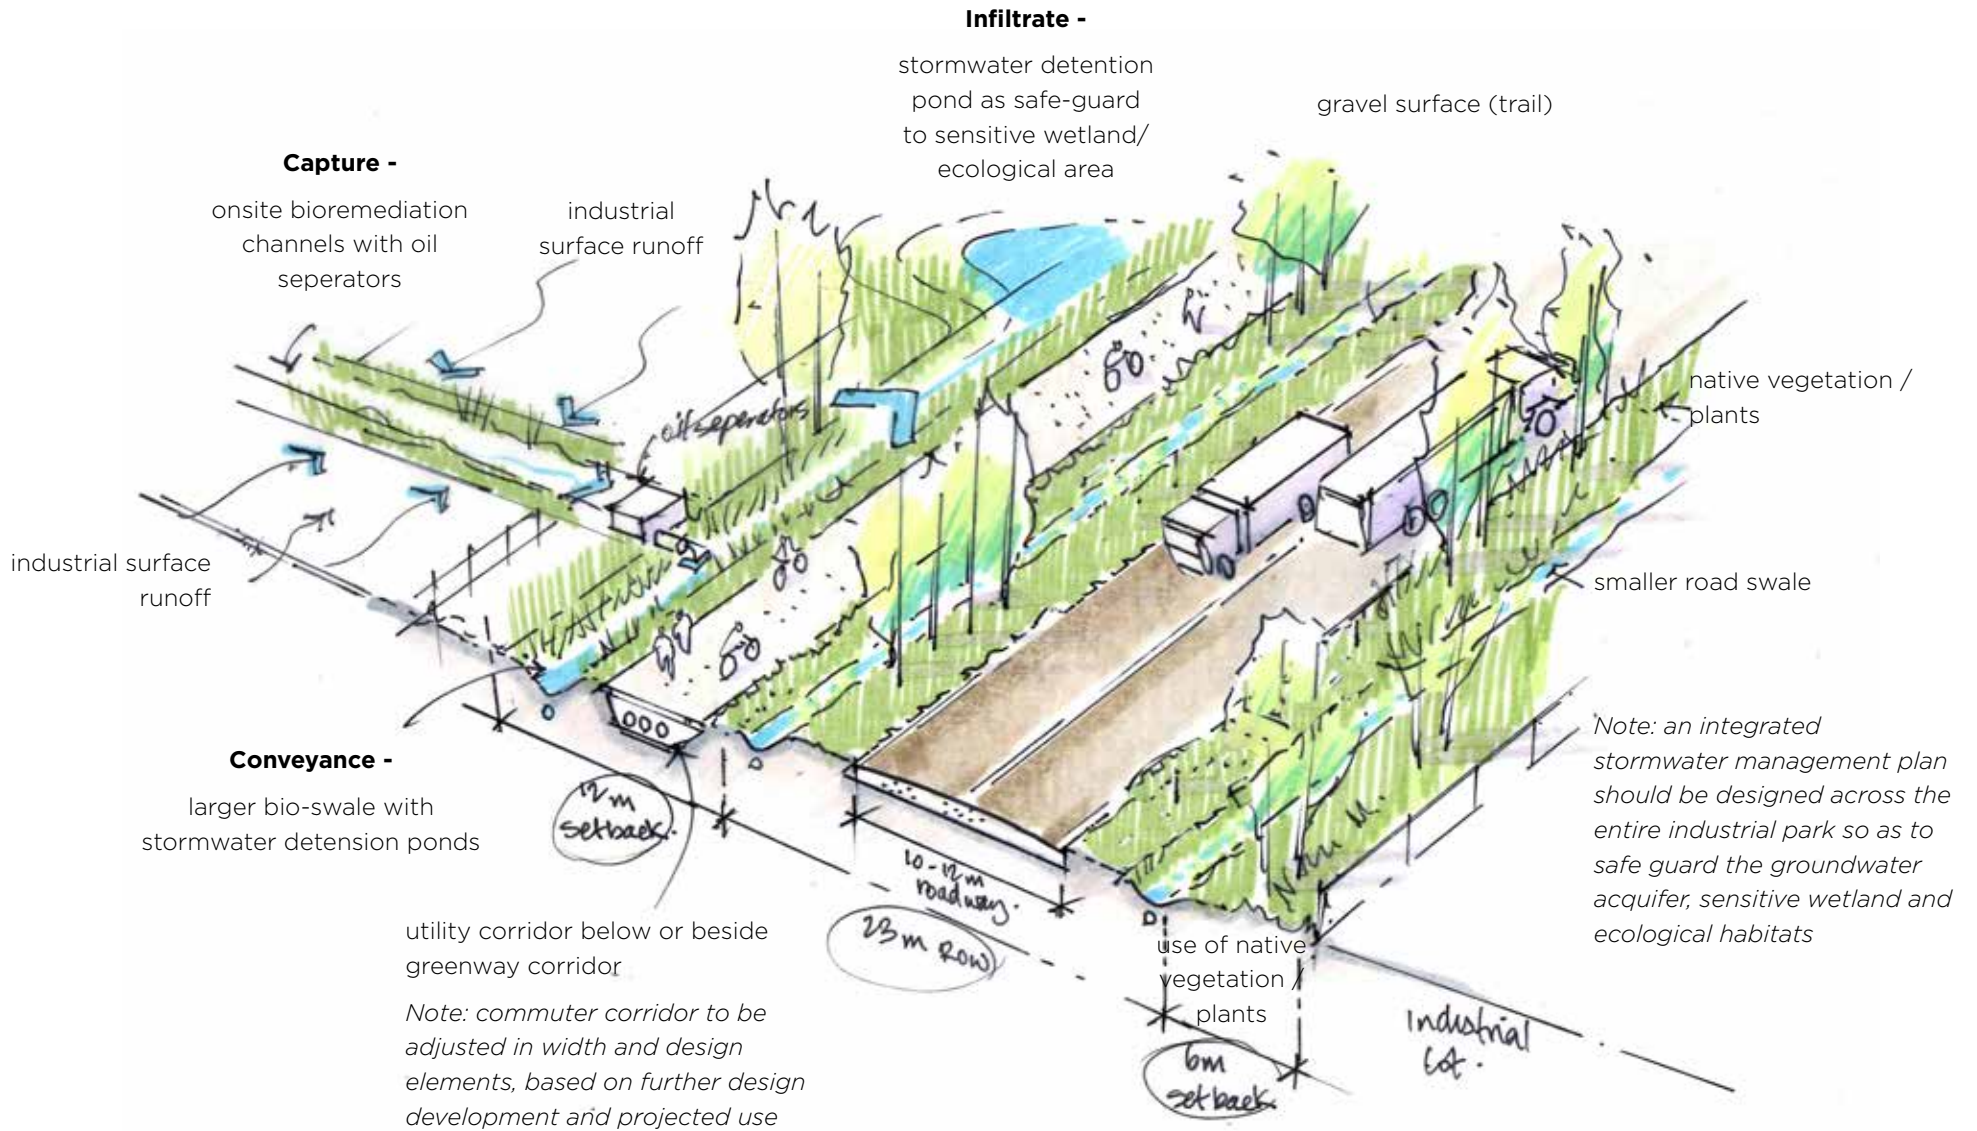 Infiltrate -
stormwater detention
pond as safe-guard
to sensitive wetland/
ecological area
gravel surface (trail)
Capture -
onsite bioremediation
channels with oil
seperators
industrial
surface runoff
oil seperators
native vegetation /
plants
industrial surface
runoff
smaller road swale
Conveyance -
larger bio-swale with
stormwater detension ponds
12m
setback.
10-12m
roadway.
23m ROW
utility corridor below or beside
greenway corridor
Note: commuter corridor to be
adjusted in width and design
elements, based on further design
development and projected use
use of native
vegetation /
plants
6m
setback
Industrial
Lot.
Note: an integrated
stormwater management plan
should be designed across the
entire industrial park so as to
safe guard the groundwater
acquifer, sensitive wetland and
ecological habitats